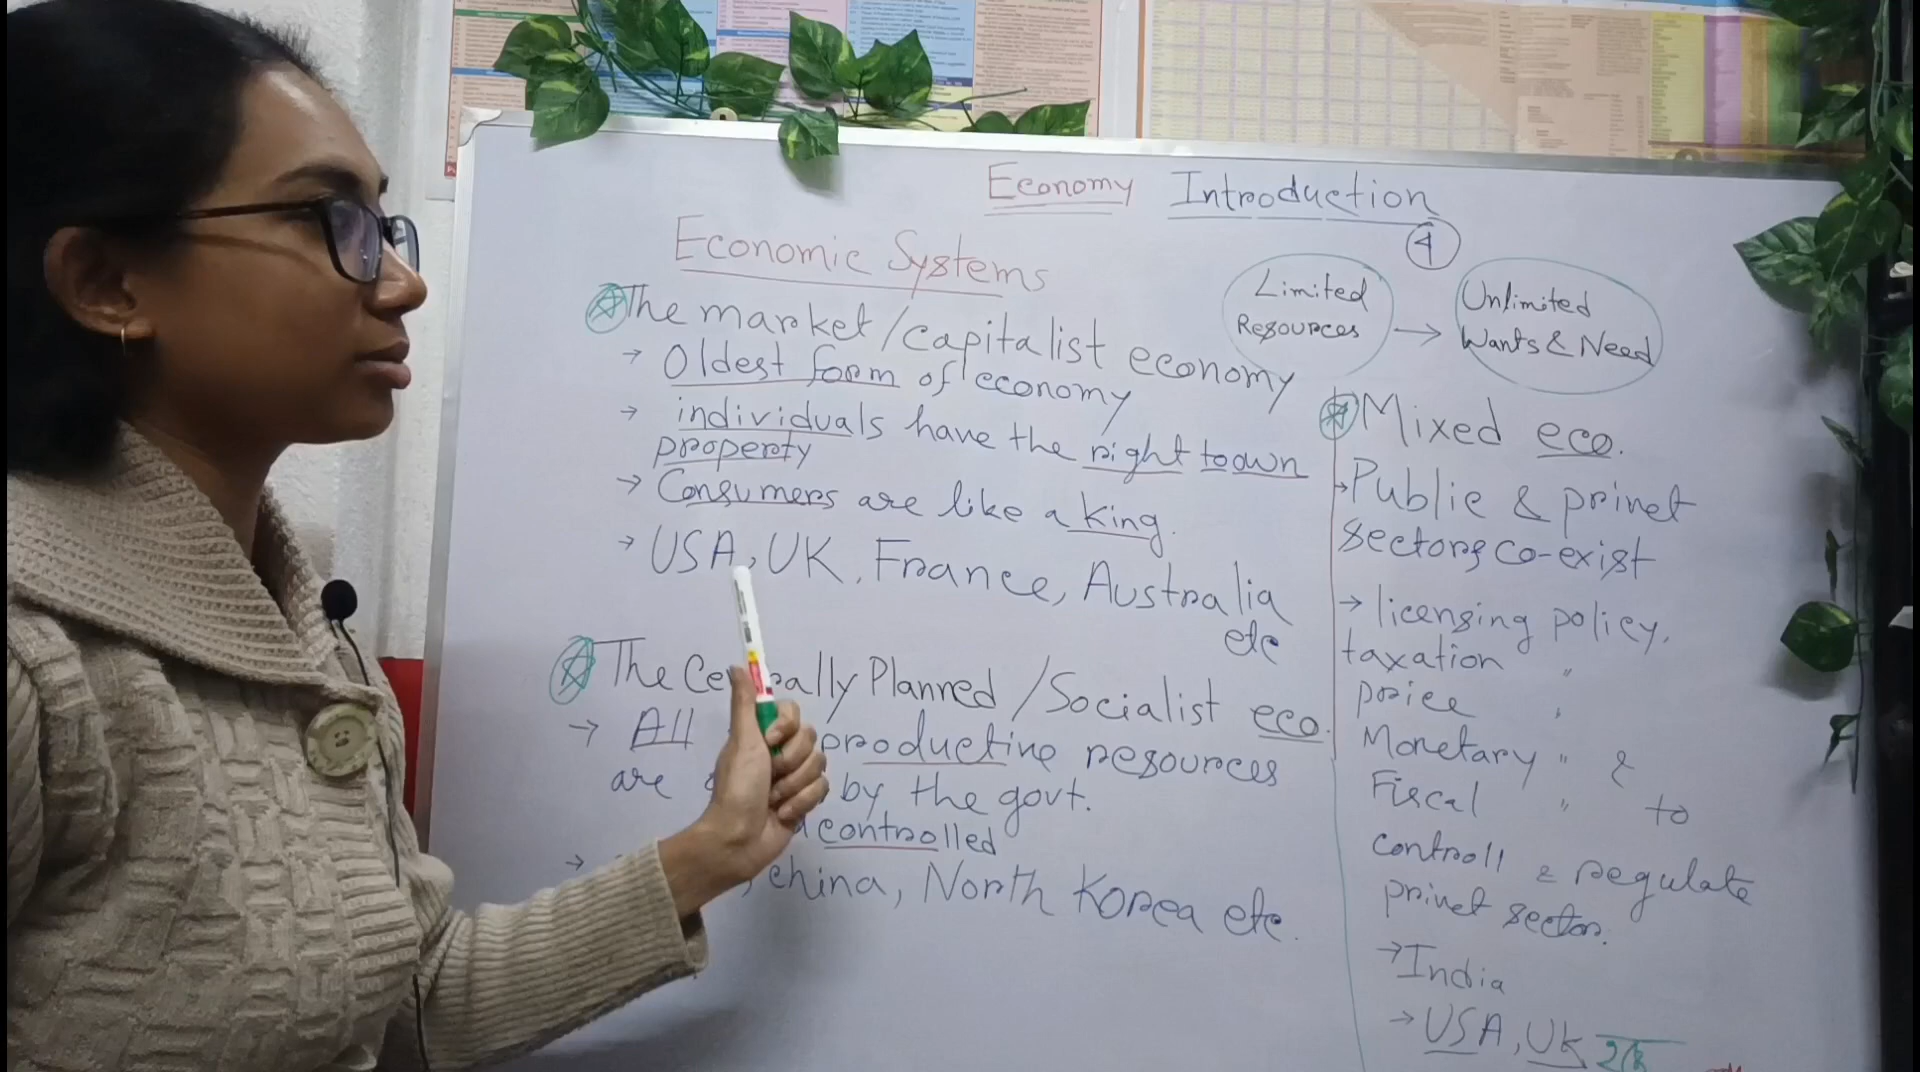 Economy Introduction
4
Economic Systems
The market/capitalist economy
→ Oldest form of economy
→ individuals have the right to own
property
→ Consumers are like a king.
→ USA, UK, France, Australia
etc
The Planned/Socialist eco.
→ All productive resources
are by the govt.
controlled
→ , china, North Korea etc.
Limited
Resources
→
Unlimited
Wants & Need
Mixed eco.
→ Public & privet
sectors co-exist
→ licensing policy,
taxation "
price "
Monetary " &
Fiscal " to
controll & regulate
privet sector.
→ India
→ USA, UK